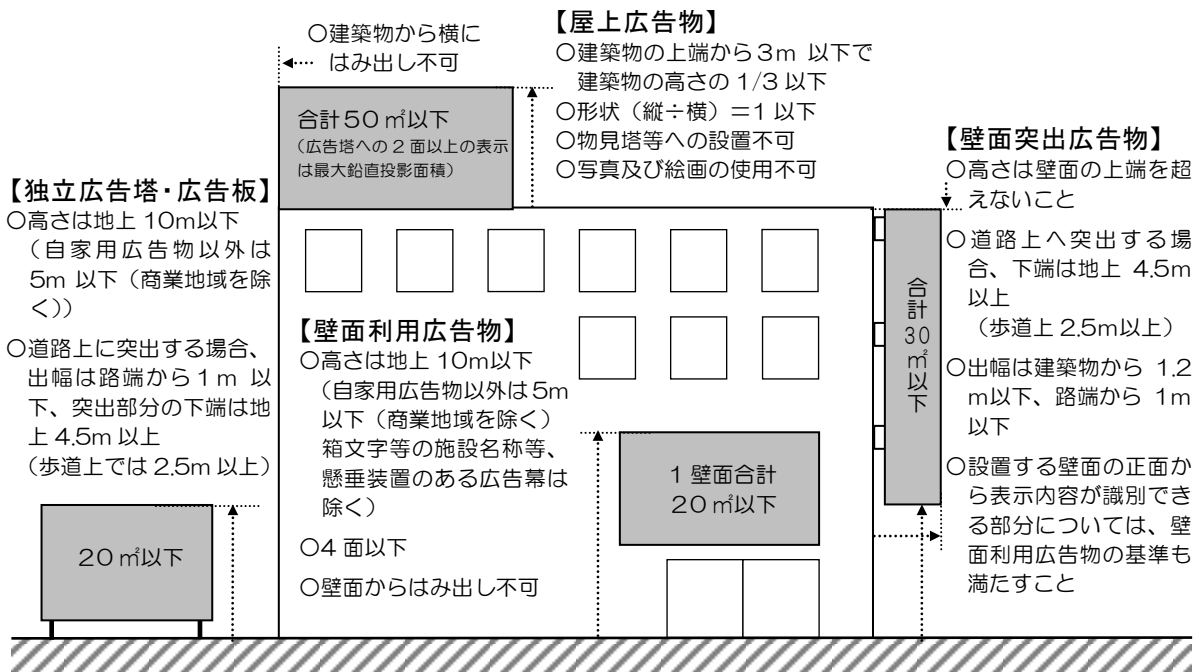 〇建築物から横に
はみ出し不可
【屋上広告物】
〇建築物の上端から3m 以下で
建築物の高さの 1/3 以下
〇形状（縦÷横）＝1 以下
〇物見塔等への設置不可
〇写真及び絵画の使用不可
合計50 ㎡以下
（広告塔への 2 面以上の表示
は最大鉛直投影面積）
【独立広告塔・広告板】
〇高さは地上 10m以下
（自家用広告物以外は
5m 以下（商業地域を除
く））
〇道路上に突出する場合、
出幅は路端から１ｍ 以
下、突出部分の下端は地
上 4.5m 以上
（歩道上では 2.5m 以上）
20 ㎡以下
【壁面利用広告物】
〇高さは地上 10m以下
（自家用広告物以外は 5m
以下（商業地域を除く）
箱文字等の施設名称等、
懸垂装置のある広告幕は
除く）
〇4 面以下
〇壁面からはみ出し不可
1 壁面合計
20 ㎡以下
【壁面突出広告物】
〇高さは壁面の上端を超
えないこと
〇道路上へ突出する場
合、下端は地上 4.5m
以上
（歩道上 2.5m以上）
〇出幅は建築物から 1.2
m以下、路端から 1m
以下
〇設置する壁面の正面か
ら表示内容が識別でき
る部分については、壁
面利用広告物の基準も
満たすこと
合計30㎡以下